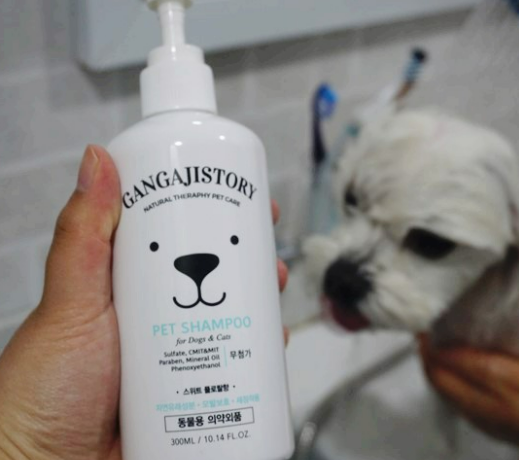 GANGAJISTORY
NATURAL THERAPHY PET CARE
PET SHAMPOO
for Dogs & Cats
Sulfate, CMIT&MIT
Paraben, Mineral Oil
Phenoxyethanol
무첨가
• 스위트 플로랄향 •
동물용 의약외품
300ML / 10.14 FL.OZ.